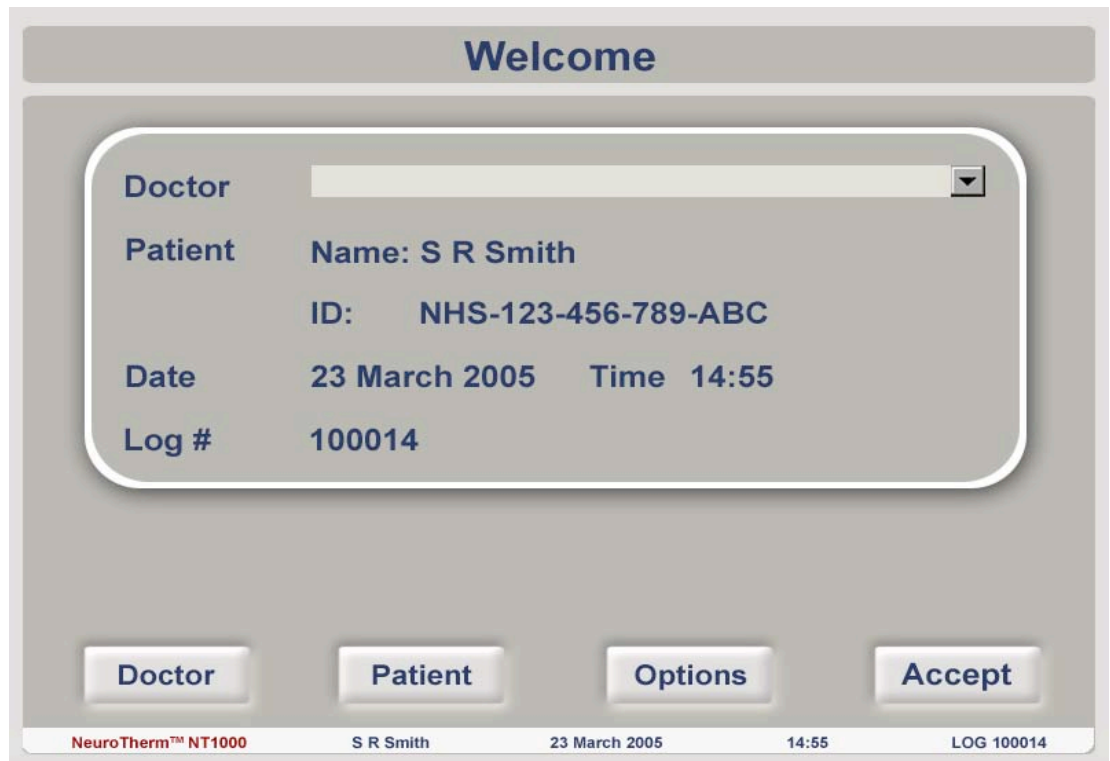 Welcome
Doctor
Patient Name: S R Smith
ID: NHS-123-456-789-ABC
Date 23 March 2005 Time 14:55
Log # 100014
Doctor Patient Options Accept
NeuroTherm™ NT1000 S R Smith 23 March 2005 14:55 LOG 100014